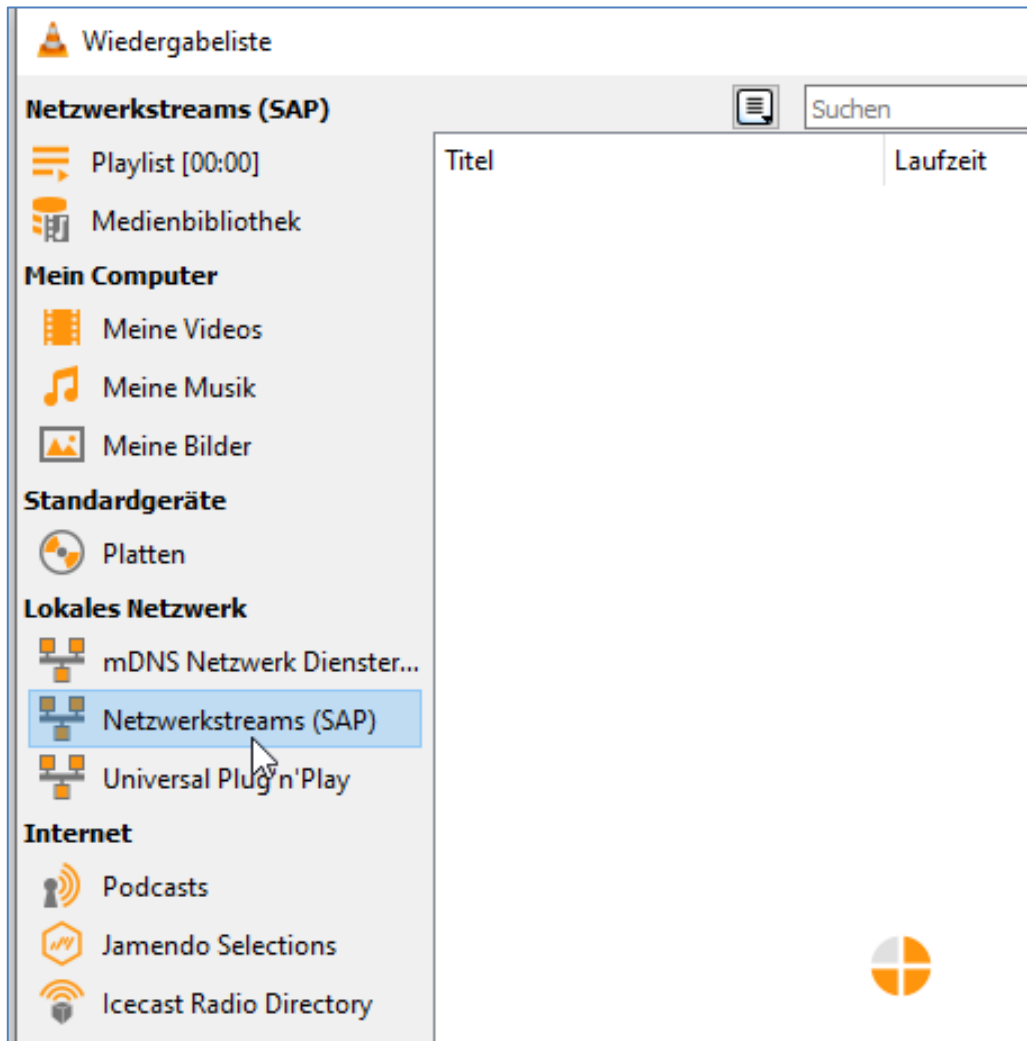 Wiedergabeliste
Netzwerkstreams (SAP)
Suchen
Playlist [00:00]
Titel
Laufzeit
Medienbibliothek
Mein Computer
Meine Videos
Meine Musik
Meine Bilder
Standardgeräte
Platten
Lokales Netzwerk
mDNS Netzwerk Dienster...
Netzwerkstreams (SAP)
Universal Plug'n'Play
Internet
Podcasts
Jamendo Selections
Icecast Radio Directory